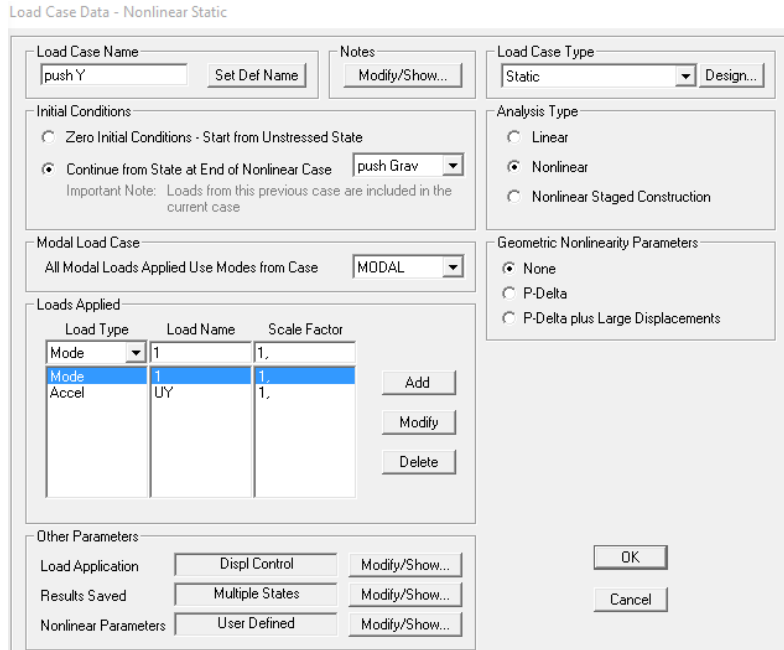 Load Case Data - Nonlinear Static
Load Case Name
push Y
Set Def Name
Notes
Modify/Show...
Load Case Type
Static
Design...
Initial Conditions
Zero Initial Conditions - Start from Unstressed State
Continue from State at End of Nonlinear Case
push Grav
Important Note: Loads from this previous case are included in the
current case
Analysis Type
Linear
Nonlinear
Nonlinear Staged Construction
Modal Load Case
All Modal Loads Applied Use Modes from Case
MODAL
Geometric Nonlinearity Parameters
None
P-Delta
P-Delta plus Large Displacements
Loads Applied
Load Type Load Name Scale Factor
Mode 1 1,
Mode 1 1,
Accel UY 1,
Add
Modify
Delete
Other Parameters
Load Application Displ Control Modify/Show...
Results Saved Multiple States Modify/Show...
Nonlinear Parameters User Defined Modify/Show...
OK
Cancel